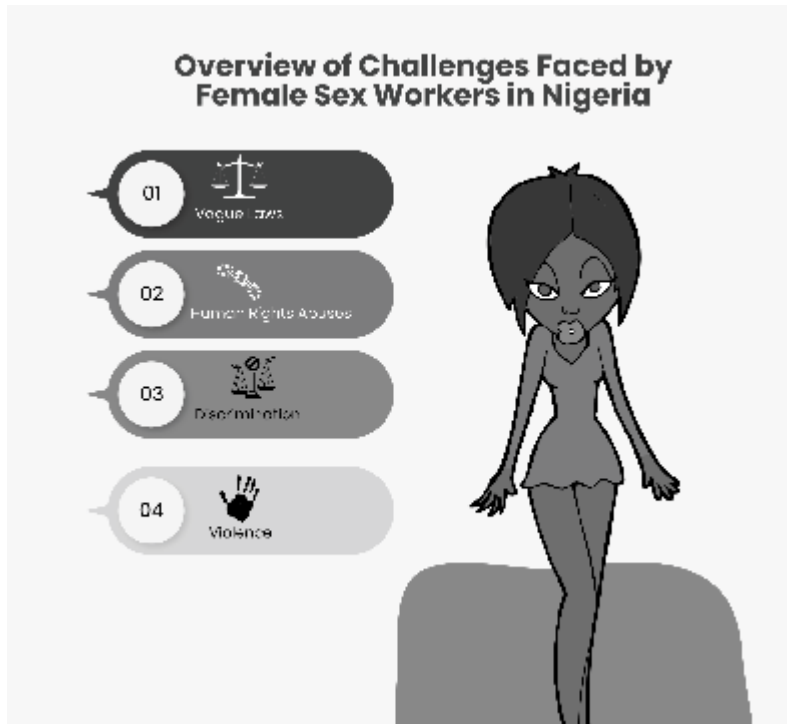 Overview of Challenges Faced by
Female Sex Workers in Nigeria
01
Vague Laws
02
Human Rights Abuses
03
Discrimination
04
Violence